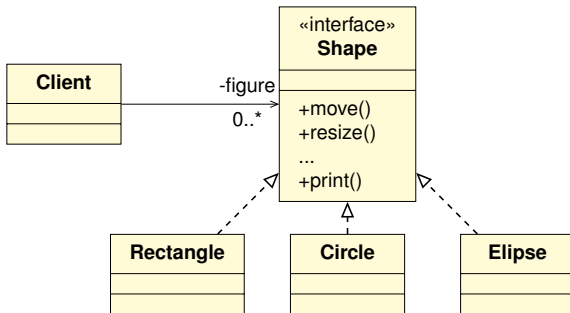 «interface»
Shape
Client
-figure
0..*
+move()
+resize()
...
+print()
Rectangle
Circle
Elipse